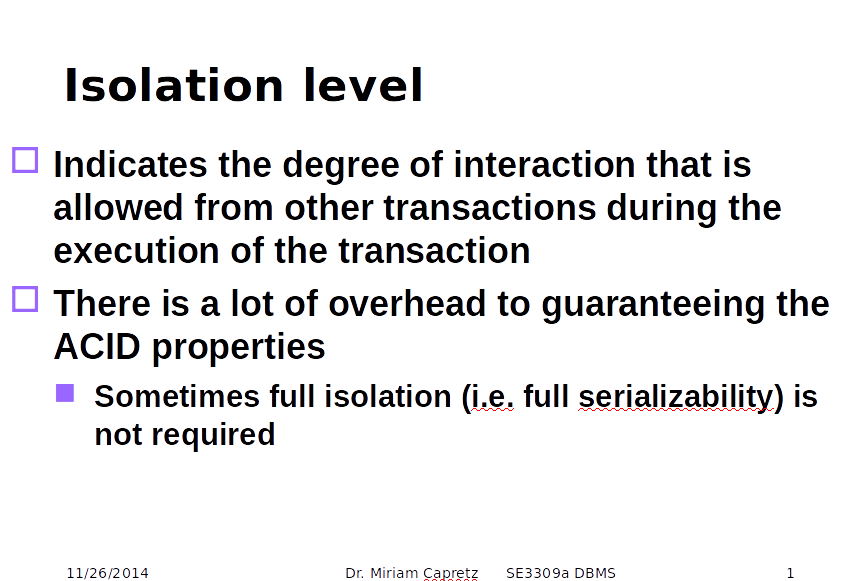 Isolation level
Indicates the degree of interaction that is
allowed from other transactions during the
execution of the transaction
There is a lot of overhead to guaranteeing the
ACID properties
Sometimes full isolation (i.e. full serializability) is
not required
11/26/2014 Dr. Miriam Capretz SE3309a DBMS 1